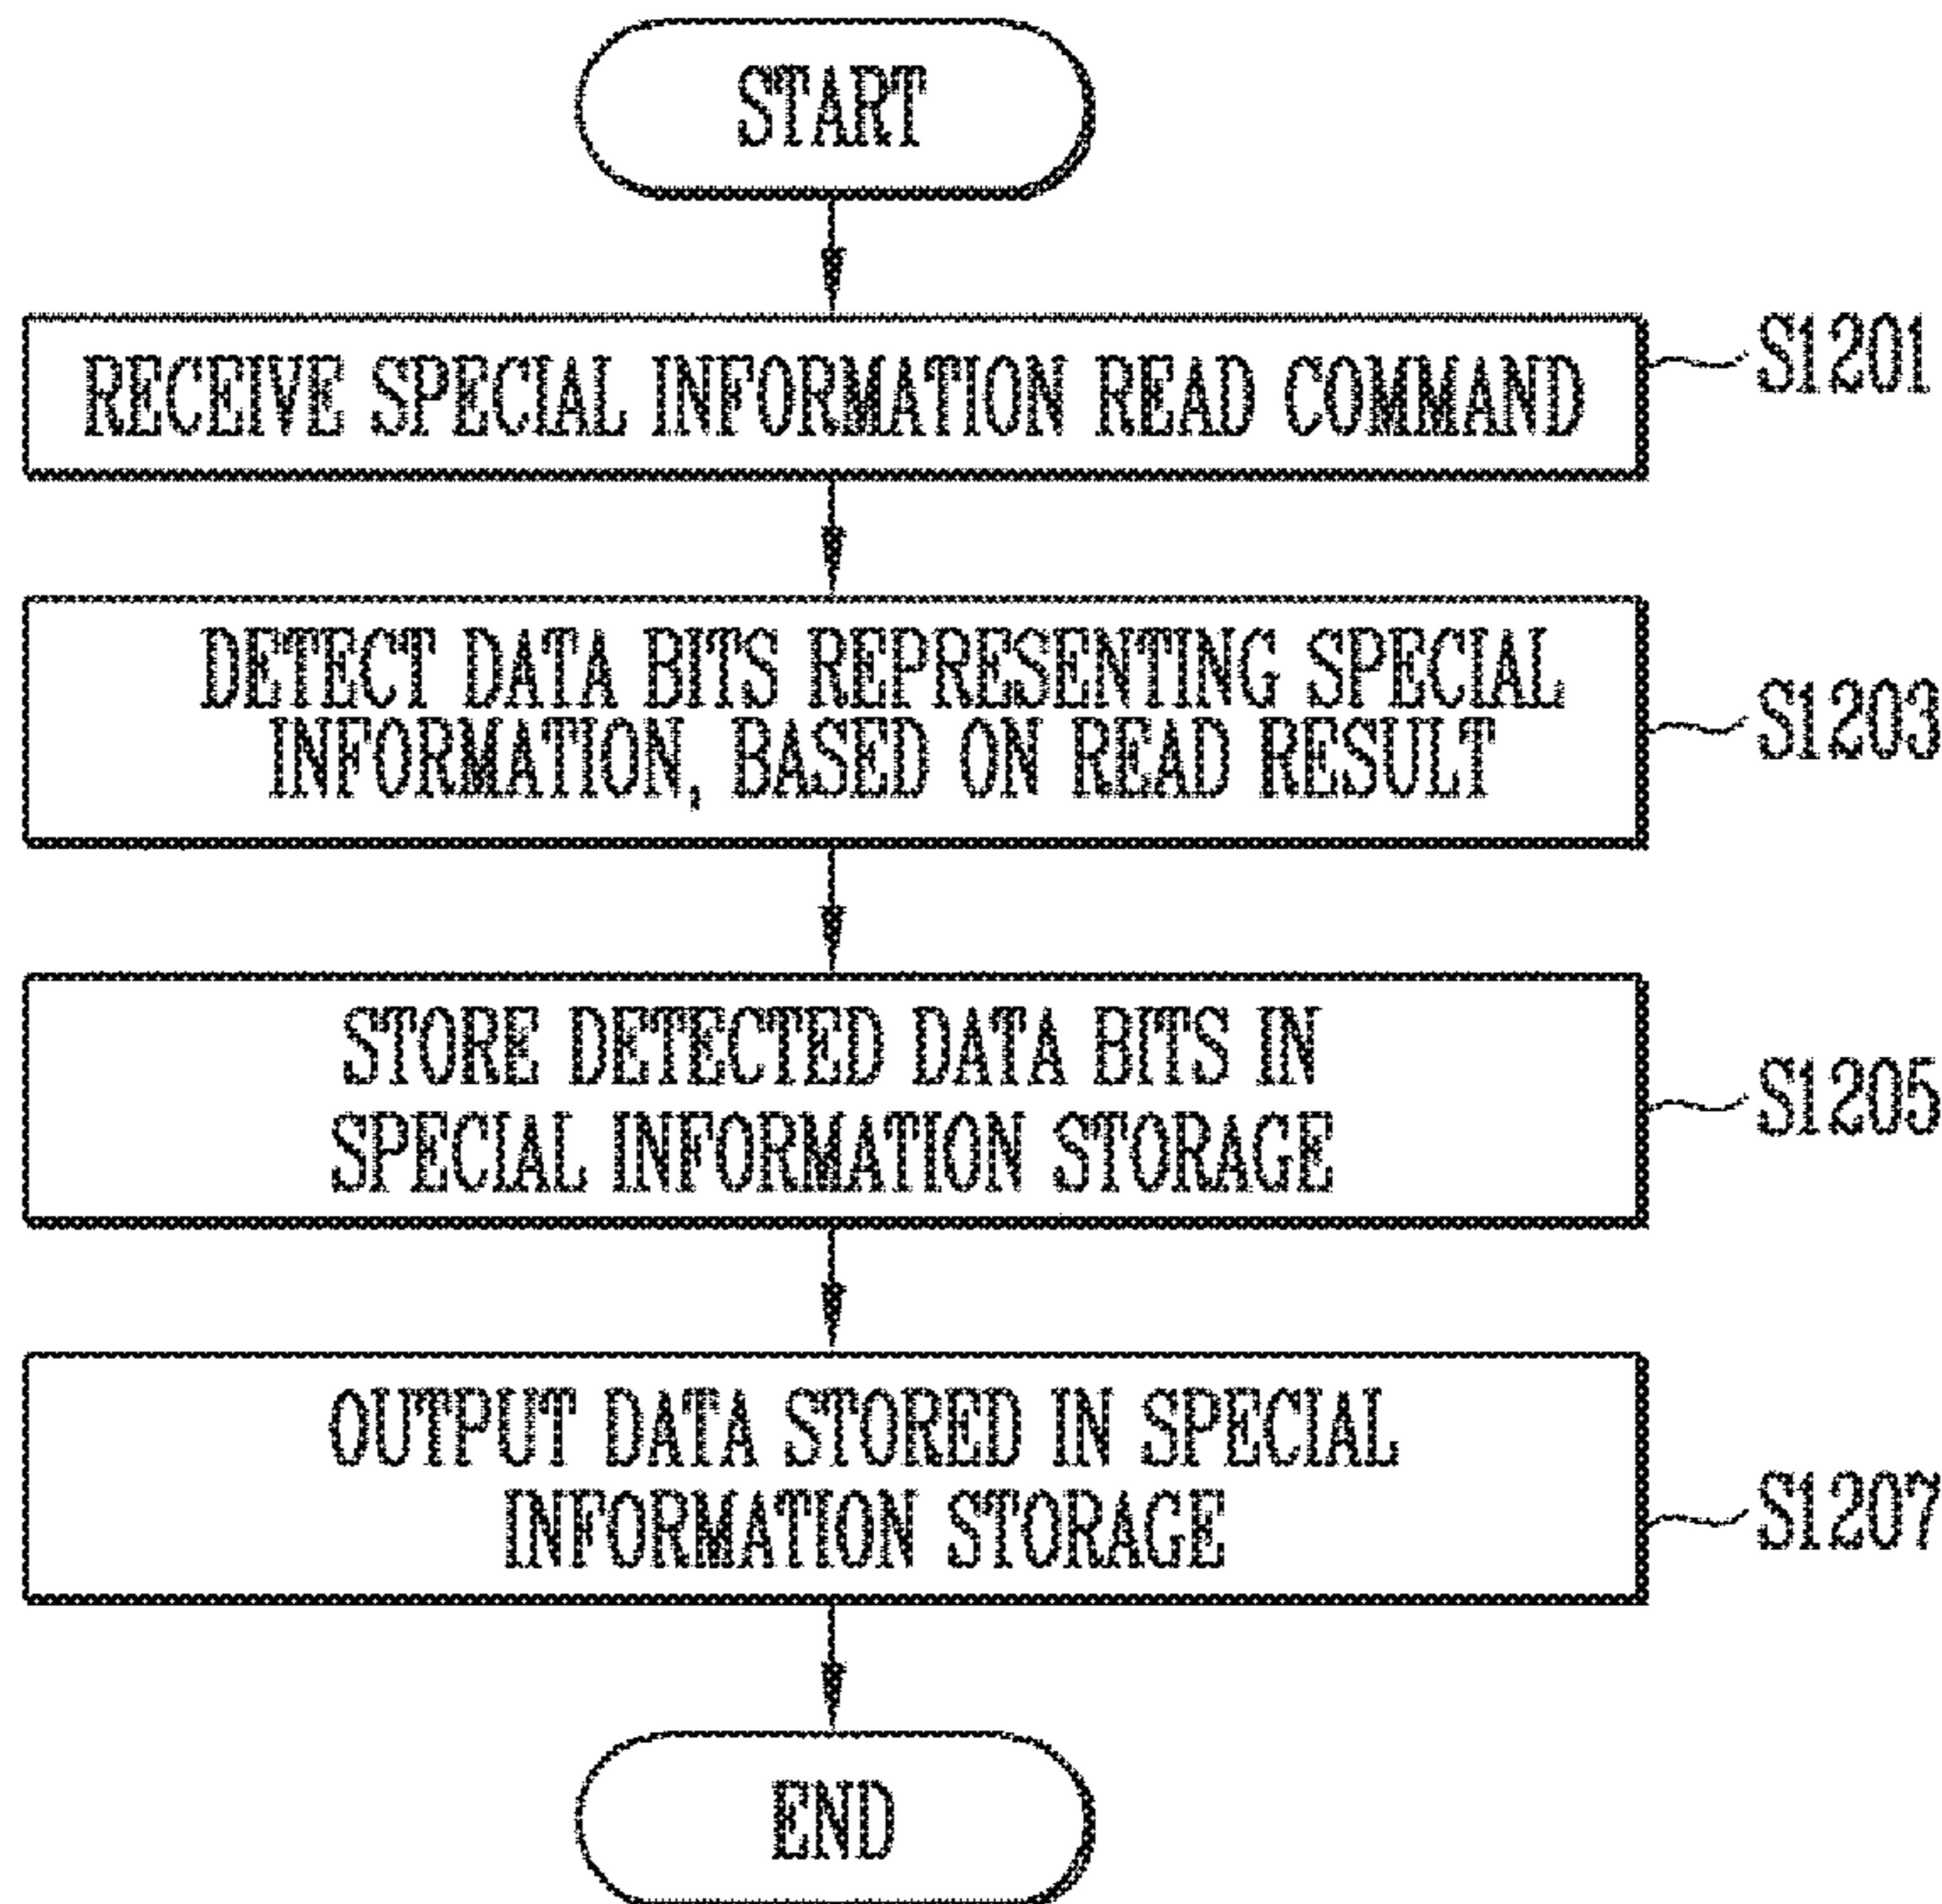 START
RECEIVE SPECIAL INFORMATION READ COMMAND
S1201
DETECT DATA BITS REPRESENTING SPECIAL
INFORMATION, BASED ON READ RESULT
S1203
STORE DETECTED DATA BITS IN
SPECIAL INFORMATION STORAGE
S1205
OUTPUT DATA STORED IN SPECIAL
INFORMATION STORAGE
S1207
END